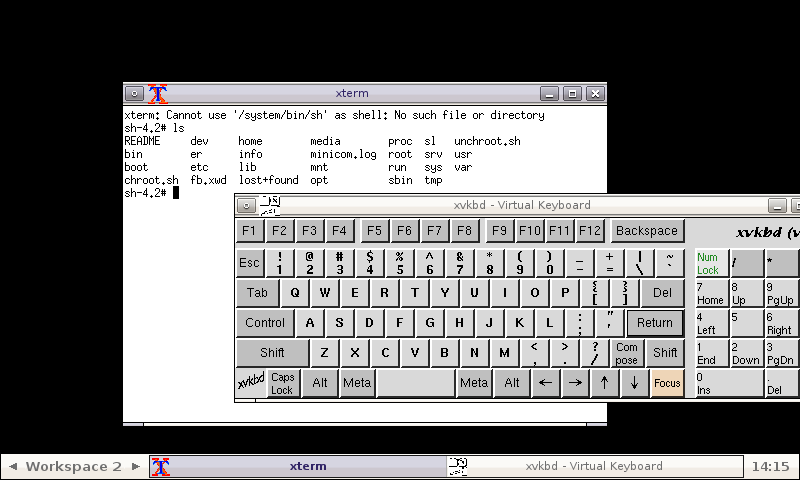 xterm
xterm: Cannot use '/system/bin/sh' as shell: No such file or directory
sh-4.2# ls
README dev home media proc sl unchroot.sh
bin er info minicom.log root srv usr
boot etc lib mnt run sys var
chroot.sh fb.xwd lost+found opt sbin tmp
sh-4.2#
xvkbd - Virtual Keyboard
F1 F2 F3 F4 F5 F6 F7 F8 F9 F10 F11 F12 Backspace xvkbd (v
Esc ! 1 @ 2 # 3 $ 4 % 5 ^ 6 & 7 * 8 ( 9 ) 0 _ - + = | \ ~ ` Num Lock / *
Tab Q W E R T Y U I O P { [ } ] Del 7 Home 8 Up 9 PgUp
Control A S D F G H J K L : ; " ' Return 4 Left 5 6 Right
Shift Z X C V B N M < , > . ? / Com pose Shift 1 End 2 Down 3 PgDn
xvkbd Caps Lock Alt Meta Meta Alt ← → ↑ ↓ Focus 0 Ins . Del
◀ Workspace 2 ▶ xterm xvkbd - Virtual Keyboard 14:15